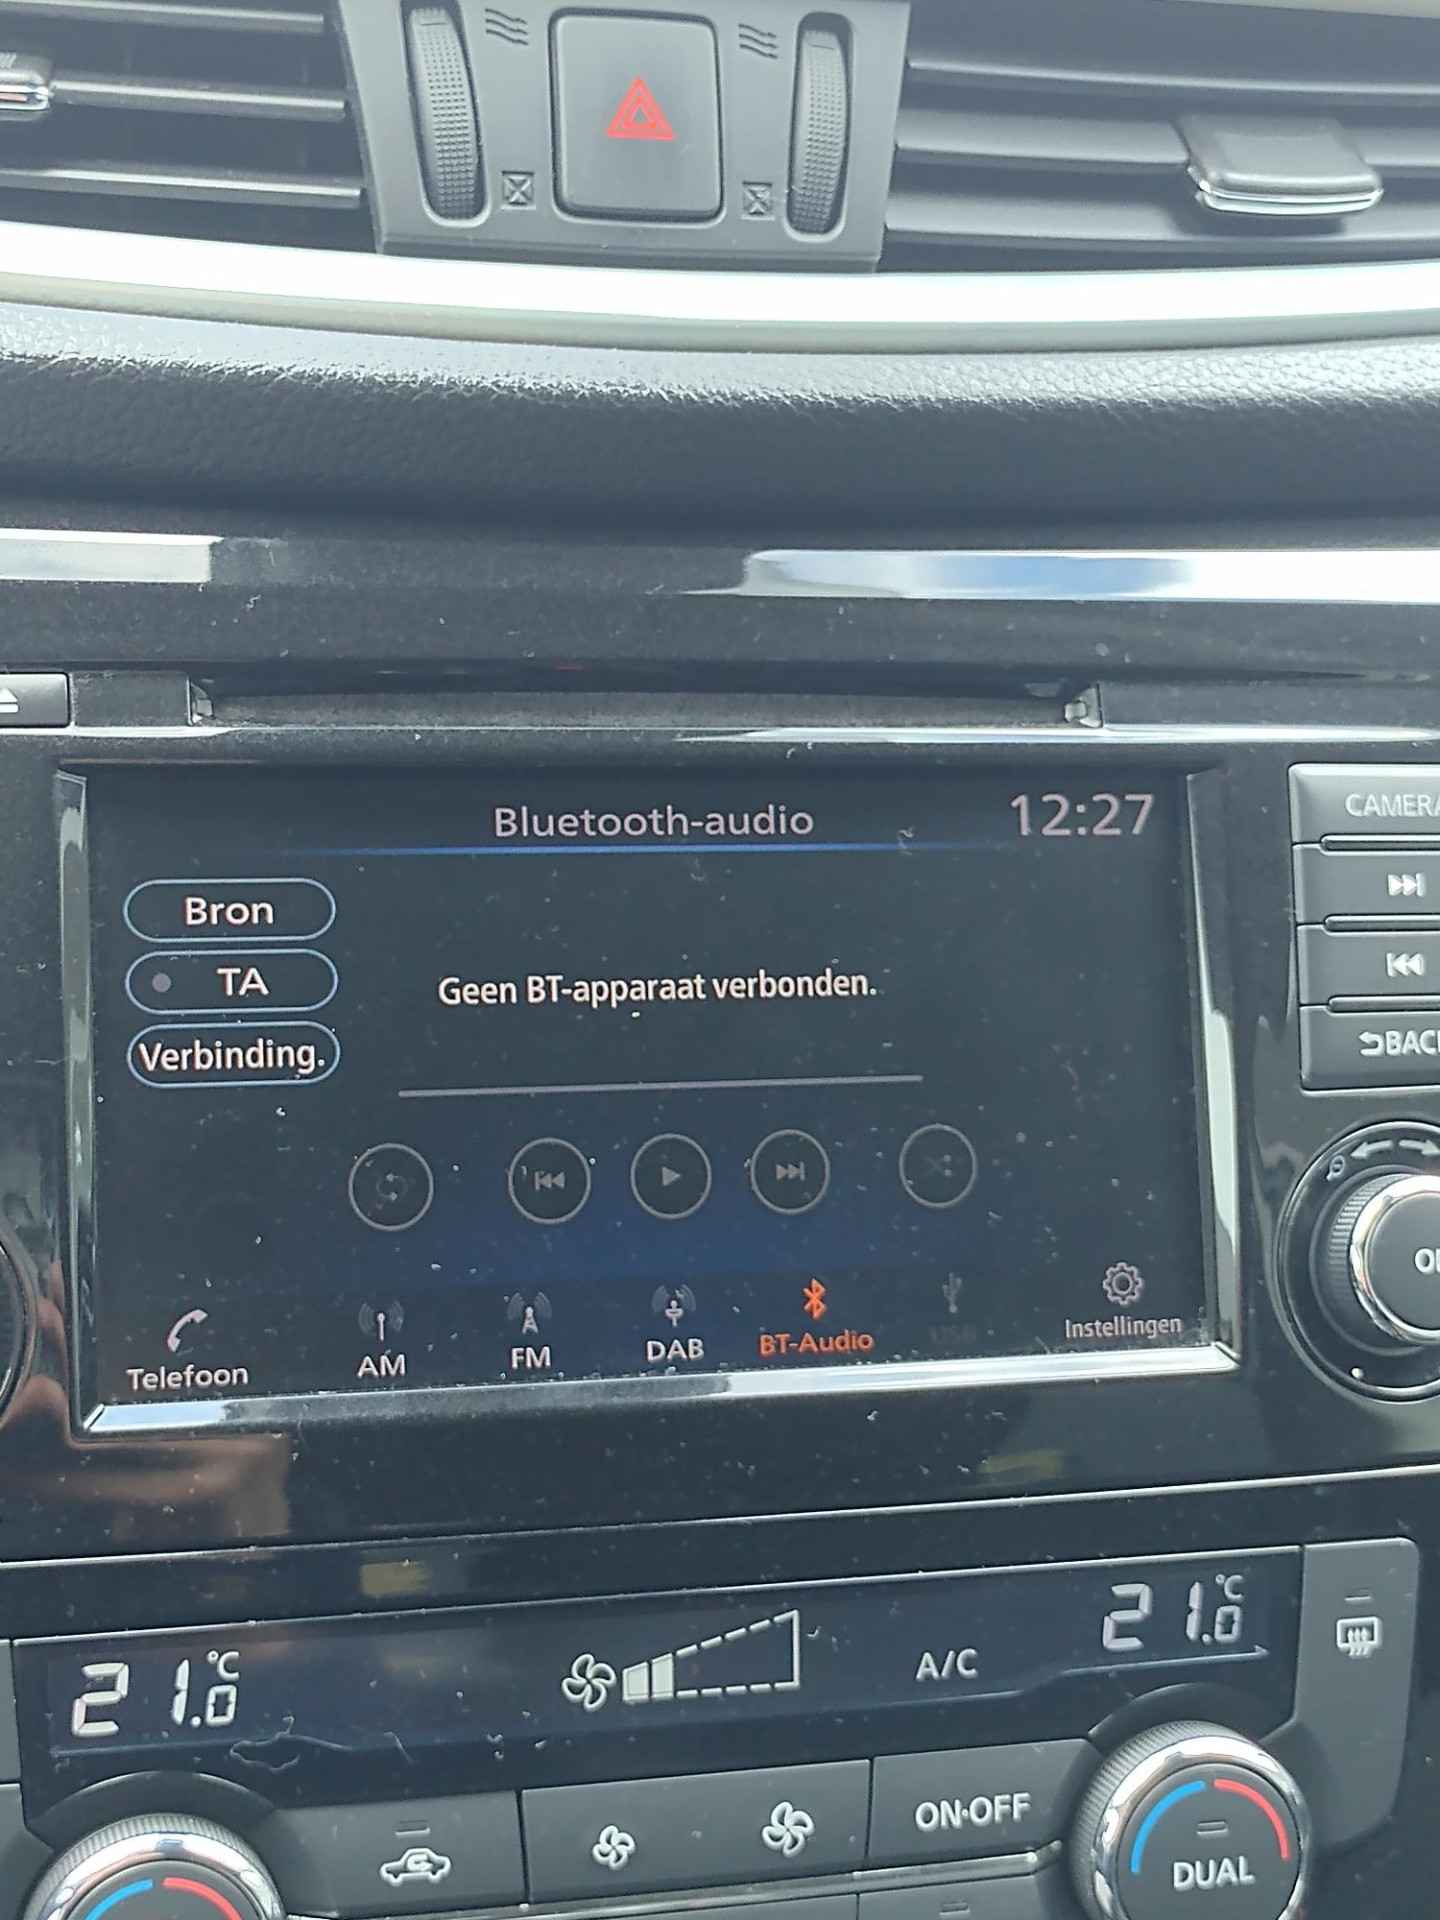 Bluetooth-audio
12:27
CAMERA
Bron
TA
Geen BT-apparaat verbonden.
Verbinding.
BACK
Telefoon
AM
FM
DAB
BT-Audio
USB
Instellingen
21.0 °C
A/C
21.0 °C
ON·OFF
DUAL